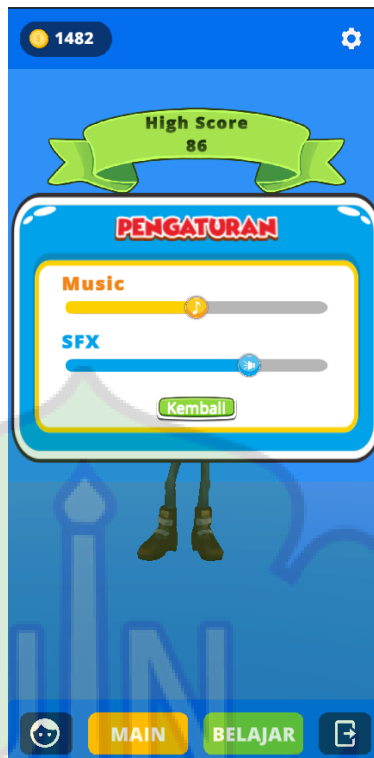 1482
High Score
86
PENGATURAN
Music
SFX
Kembali
MAIN
BELAJAR